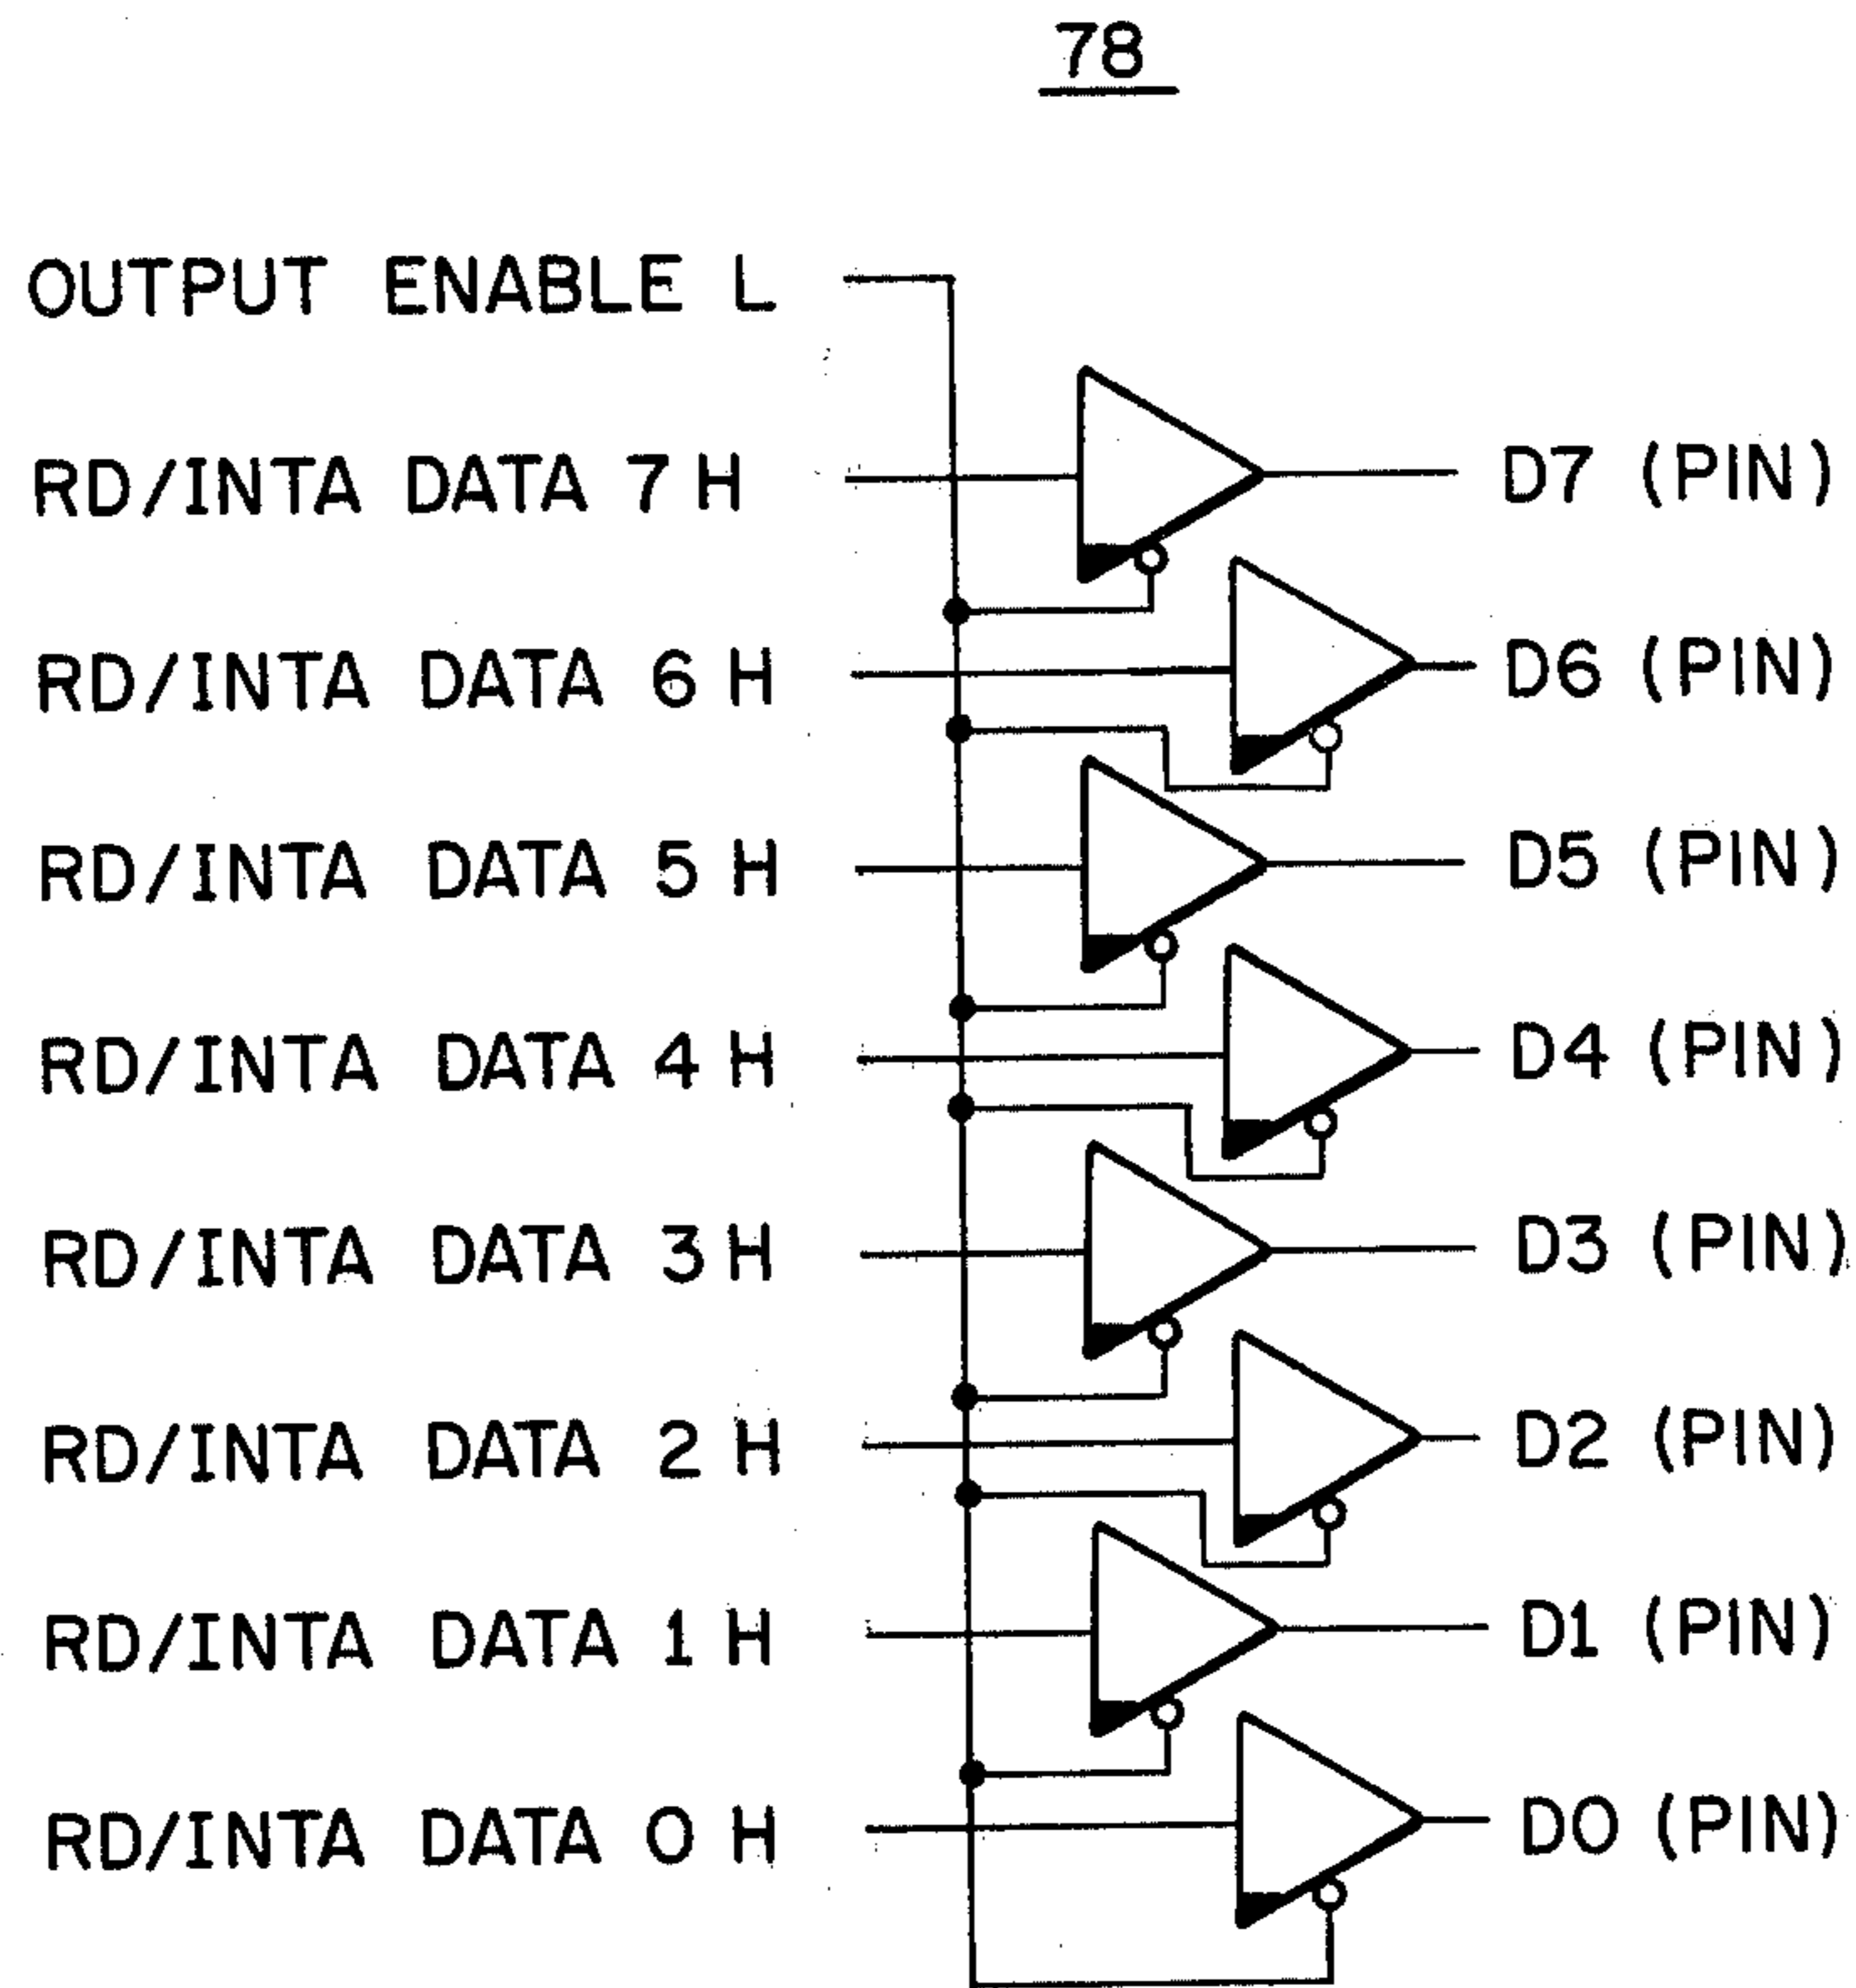 78
OUTPUT ENABLE L
RD/INTA DATA 7 H D7 (PIN)
RD/INTA DATA 6 H D6 (PIN)
RD/INTA DATA 5 H D5 (PIN)
RD/INTA DATA 4 H D4 (PIN)
RD/INTA DATA 3 H D3 (PIN)
RD/INTA DATA 2 H D2 (PIN)
RD/INTA DATA 1 H D1 (PIN)
RD/INTA DATA 0 H D0 (PIN)